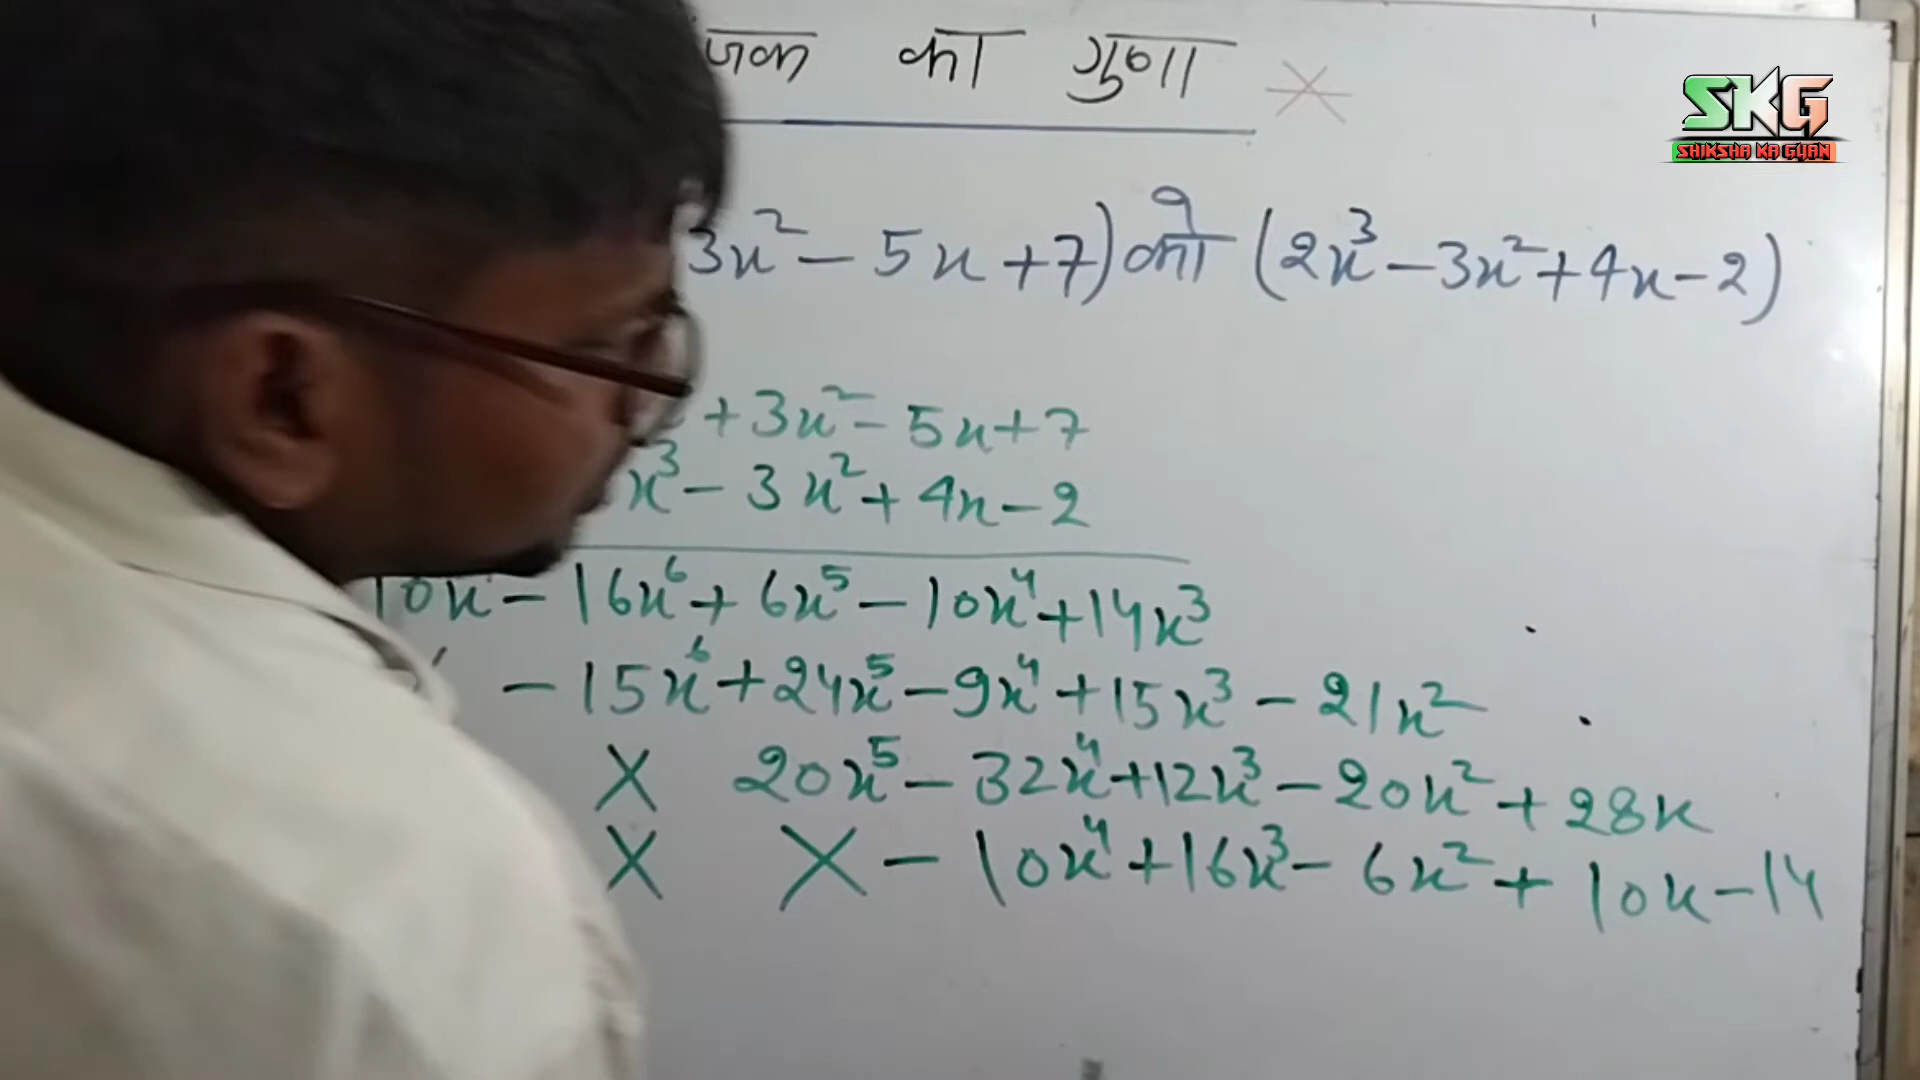 का गुणा
SKG
SHIKSHA KA GYAN
3x² - 5x + 7) का (2x³ - 3x² + 4x - 2)
+ 3x² - 5x + 7
x³ - 3x² + 4x - 2
10x - 16x⁶ + 6x⁵ - 10x⁴ + 14x³
- 15x⁶ + 24x⁵ - 9x⁴ + 15x³ - 21x²
X 20x⁵ - 32x⁴ + 12x³ - 20x² + 28x
X X - 10x⁴ + 16x³ - 6x² + 10x - 14